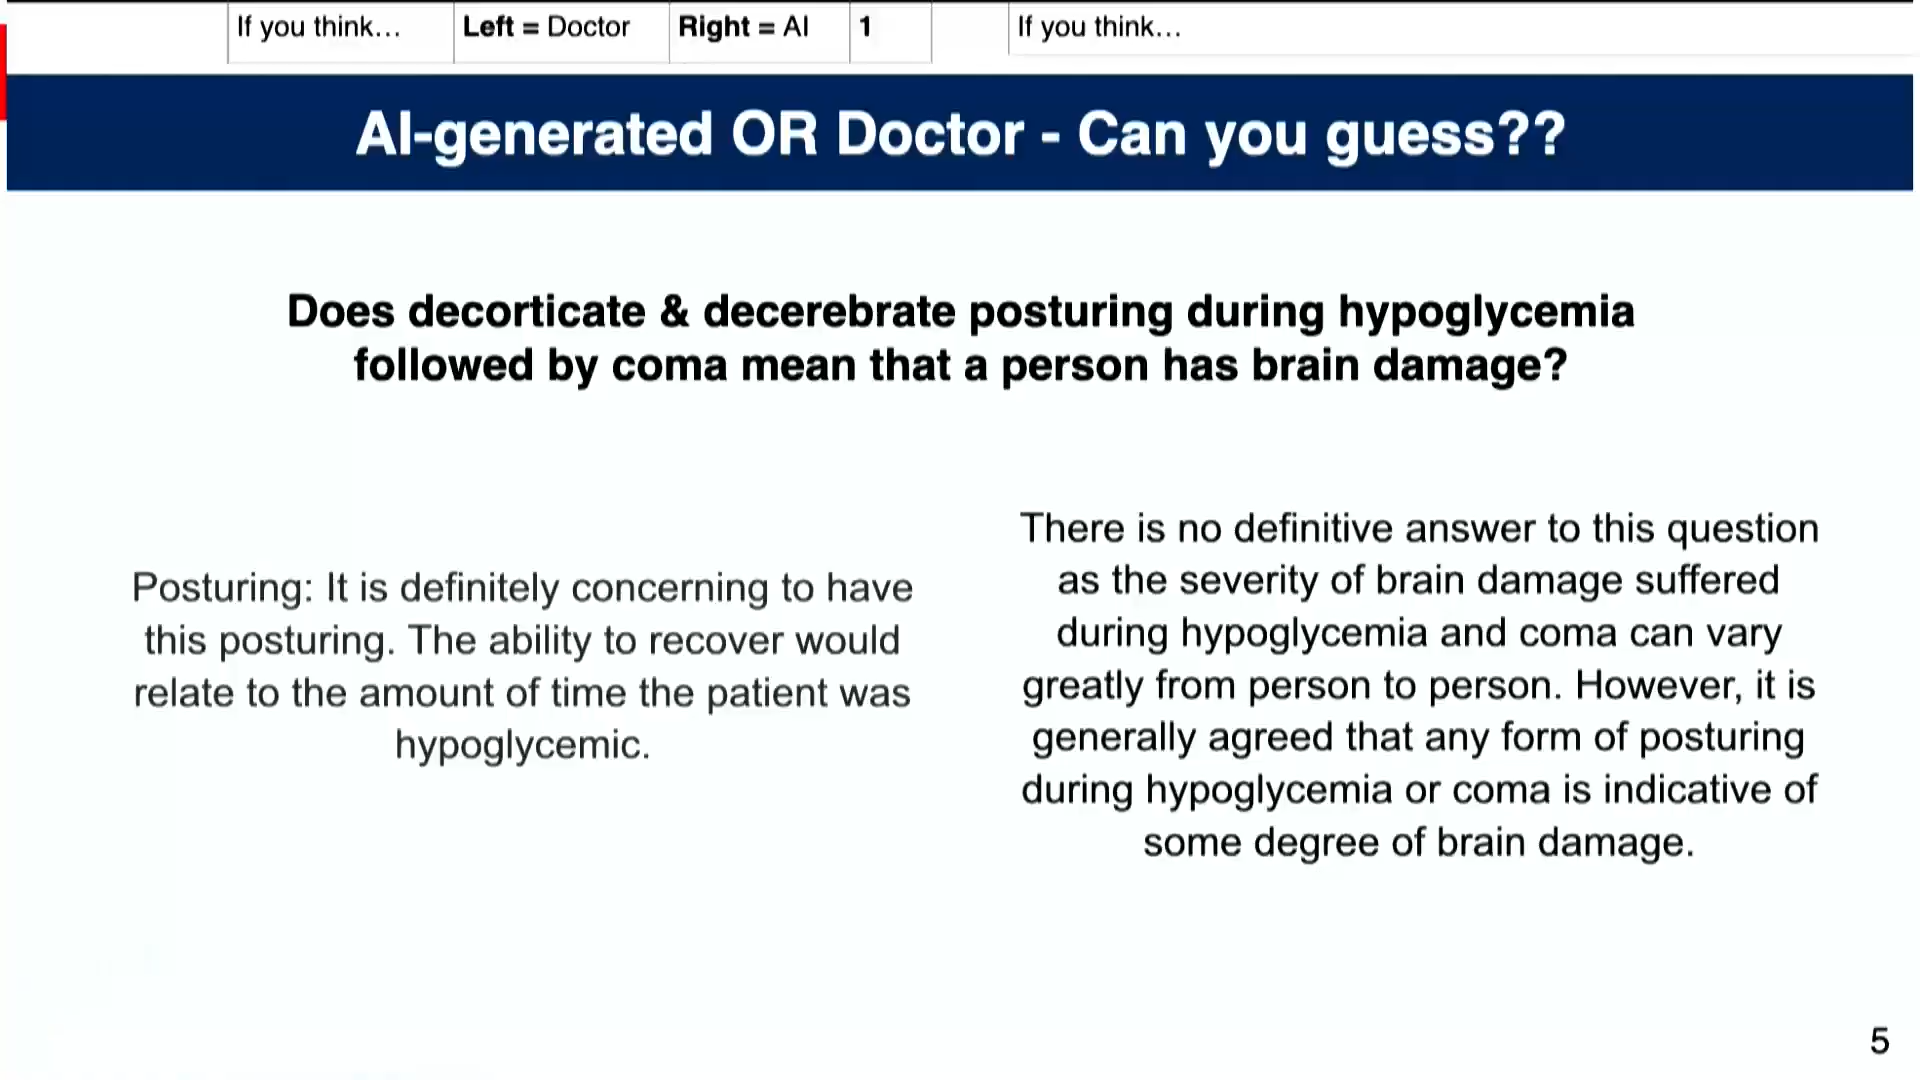 If you think... Left = Doctor Right = AI 1 If you think...
AI-generated OR Doctor - Can you guess??
Does decorticate & decerebrate posturing during hypoglycemia
followed by coma mean that a person has brain damage?
Posturing: It is definitely concerning to have
this posturing. The ability to recover would
relate to the amount of time the patient was
hypoglycemic.
There is no definitive answer to this question
as the severity of brain damage suffered
during hypoglycemia and coma can vary
greatly from person to person. However, it is
generally agreed that any form of posturing
during hypoglycemia or coma is indicative of
some degree of brain damage.
5